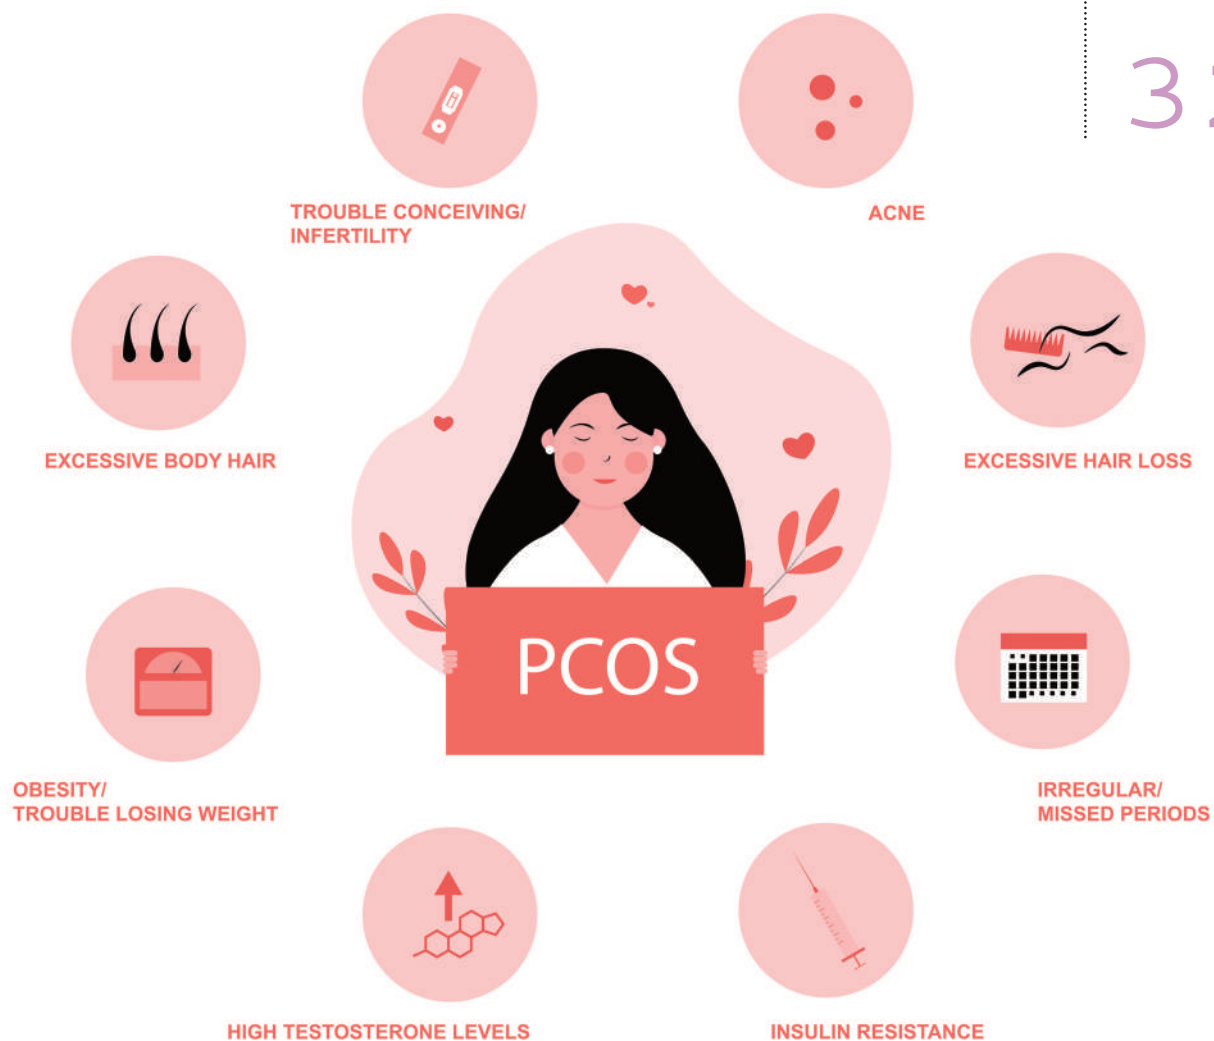 3
TROUBLE CONCEIVING/
INFERTILITY
ACNE
EXCESSIVE BODY HAIR
EXCESSIVE HAIR LOSS
PCOS
OBESITY/
TROUBLE LOSING WEIGHT
IRREGULAR/
MISSED PERIODS
HIGH TESTOSTERONE LEVELS
INSULIN RESISTANCE